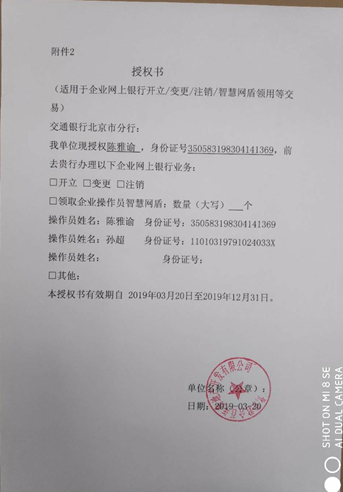 附件2
授权书
（适用于企业网上银行开立/变更/注销/智慧网盾领用等交
易）
交通银行北京市分行：
我单位现授权陈雅谕 ，身份证号350583198304141369，前
去贵行办理以下企业网上银行业务：
□开立 □变更 □注销
□领取企业操作员智慧网盾：数量（大写）___个
操作员姓名：陈雅谕 身份证号：350583198304141369
操作员姓名：孙超 身份证号：11010319791024033X
操作员姓名： 身份证号：
□其他：
本授权书有效期自 2019年03月20日至2019年12月31日。
单位名称（公章）：
日期：2019-03-20
开发有限公司
SHOT ON MI 8 SE
AI DUAL CAMERA